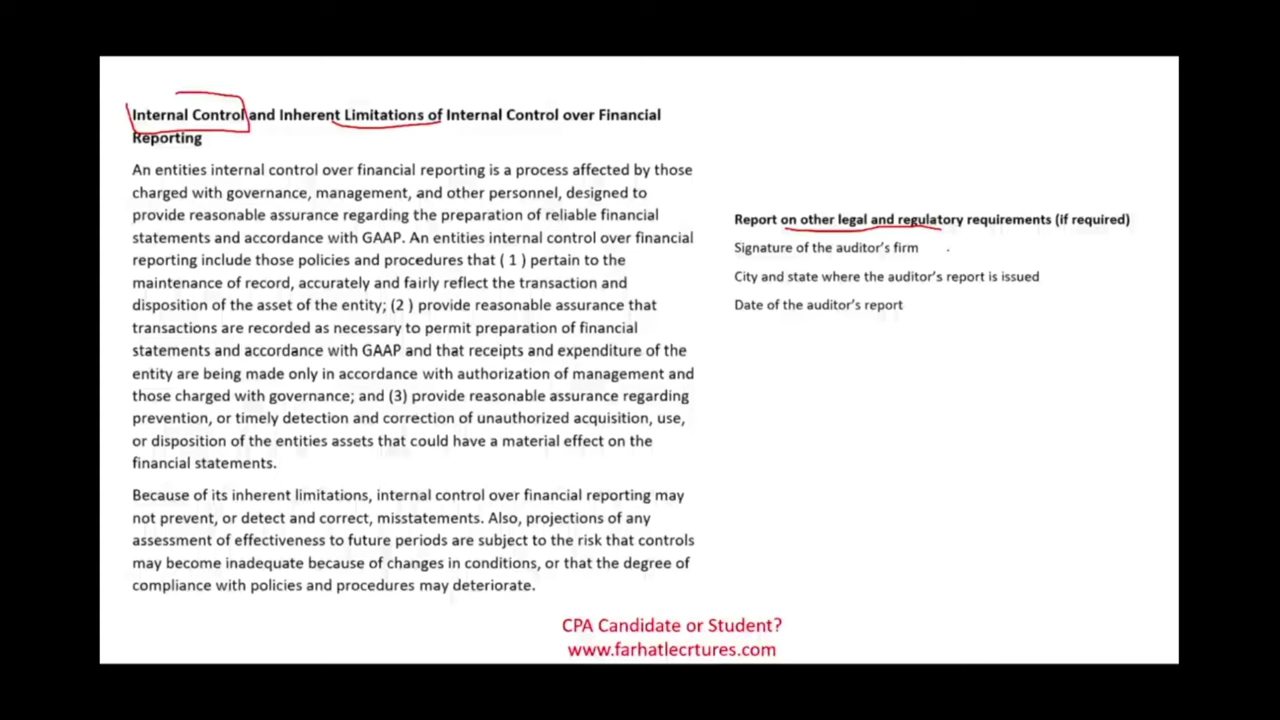 Internal Control and Inherent Limitations of Internal Control over Financial
Reporting
An entities internal control over financial reporting is a process affected by those
charged with governance, management, and other personnel, designed to
provide reasonable assurance regarding the preparation of reliable financial
statements and accordance with GAAP. An entities internal control over financial
reporting include those policies and procedures that ( 1 ) pertain to the
maintenance of record, accurately and fairly reflect the transaction and
disposition of the asset of the entity; (2 ) provide reasonable assurance that
transactions are recorded as necessary to permit preparation of financial
statements and accordance with GAAP and that receipts and expenditure of the
entity are being made only in accordance with authorization of management and
those charged with governance; and (3) provide reasonable assurance regarding
prevention, or timely detection and correction of unauthorized acquisition, use,
or disposition of the entities assets that could have a material effect on the
financial statements.
Because of its inherent limitations, internal control over financial reporting may
not prevent, or detect and correct, misstatements. Also, projections of any
assessment of effectiveness to future periods are subject to the risk that controls
may become inadequate because of changes in conditions, or that the degree of
compliance with policies and procedures may deteriorate.
Report on other legal and regulatory requirements (if required)
Signature of the auditor's firm
City and state where the auditor's report is issued
Date of the auditor's report
CPA Candidate or Student?
www.farhatlecrtures.com